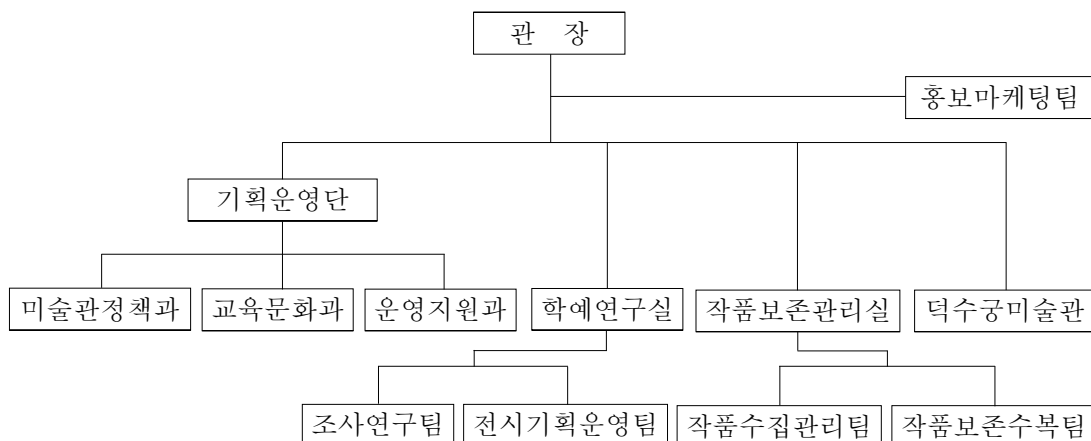 관 장
홍보마케팅팀
기획운영단
미술관정책과 교육문화과 운영지원과 학예연구실 작품보존관리실 덕수궁미술관
조사연구팀 전시기획운영팀 작품수집관리팀 작품보존수복팀